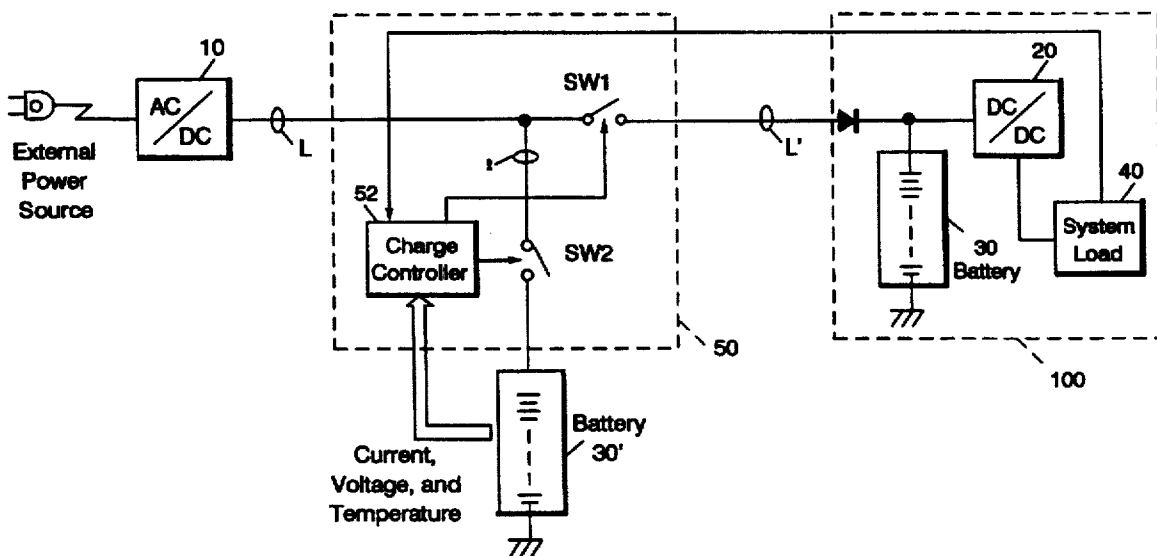 50
10
20
SW1
AC
DC
DC
DC
L
L'
External
Power
Source
52
40
Charge
Controller
SW2
System
Load
30
Battery
50
100
Battery
30'
Current,
Voltage, and
Temperature